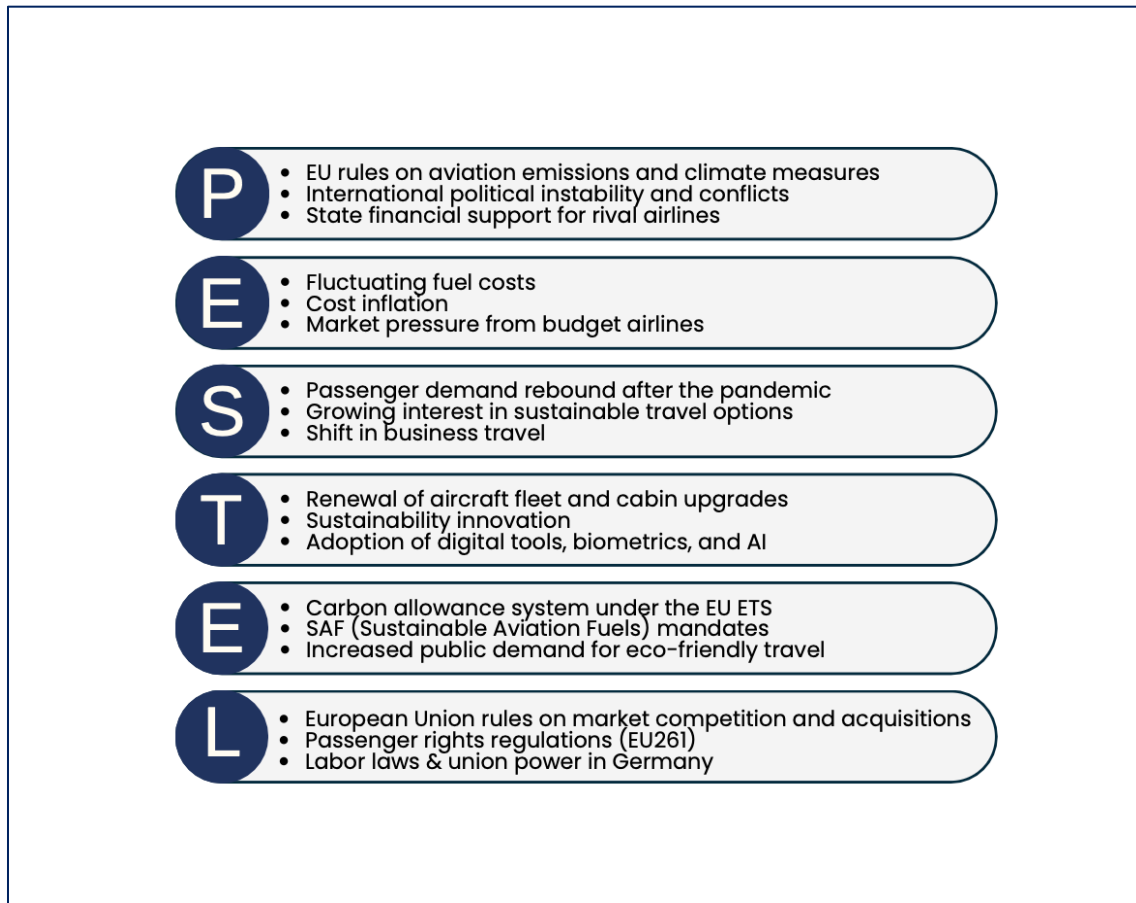 P
• EU rules on aviation emissions and climate measures
• International political instability and conflicts
• State financial support for rival airlines
E
• Fluctuating fuel costs
• Cost inflation
• Market pressure from budget airlines
S
• Passenger demand rebound after the pandemic
• Growing interest in sustainable travel options
• Shift in business travel
T
• Renewal of aircraft fleet and cabin upgrades
• Sustainability innovation
• Adoption of digital tools, biometrics, and AI
E
• Carbon allowance system under the EU ETS
• SAF (Sustainable Aviation Fuels) mandates
• Increased public demand for eco-friendly travel
L
• European Union rules on market competition and acquisitions
• Passenger rights regulations (EU261)
• Labor laws & union power in Germany